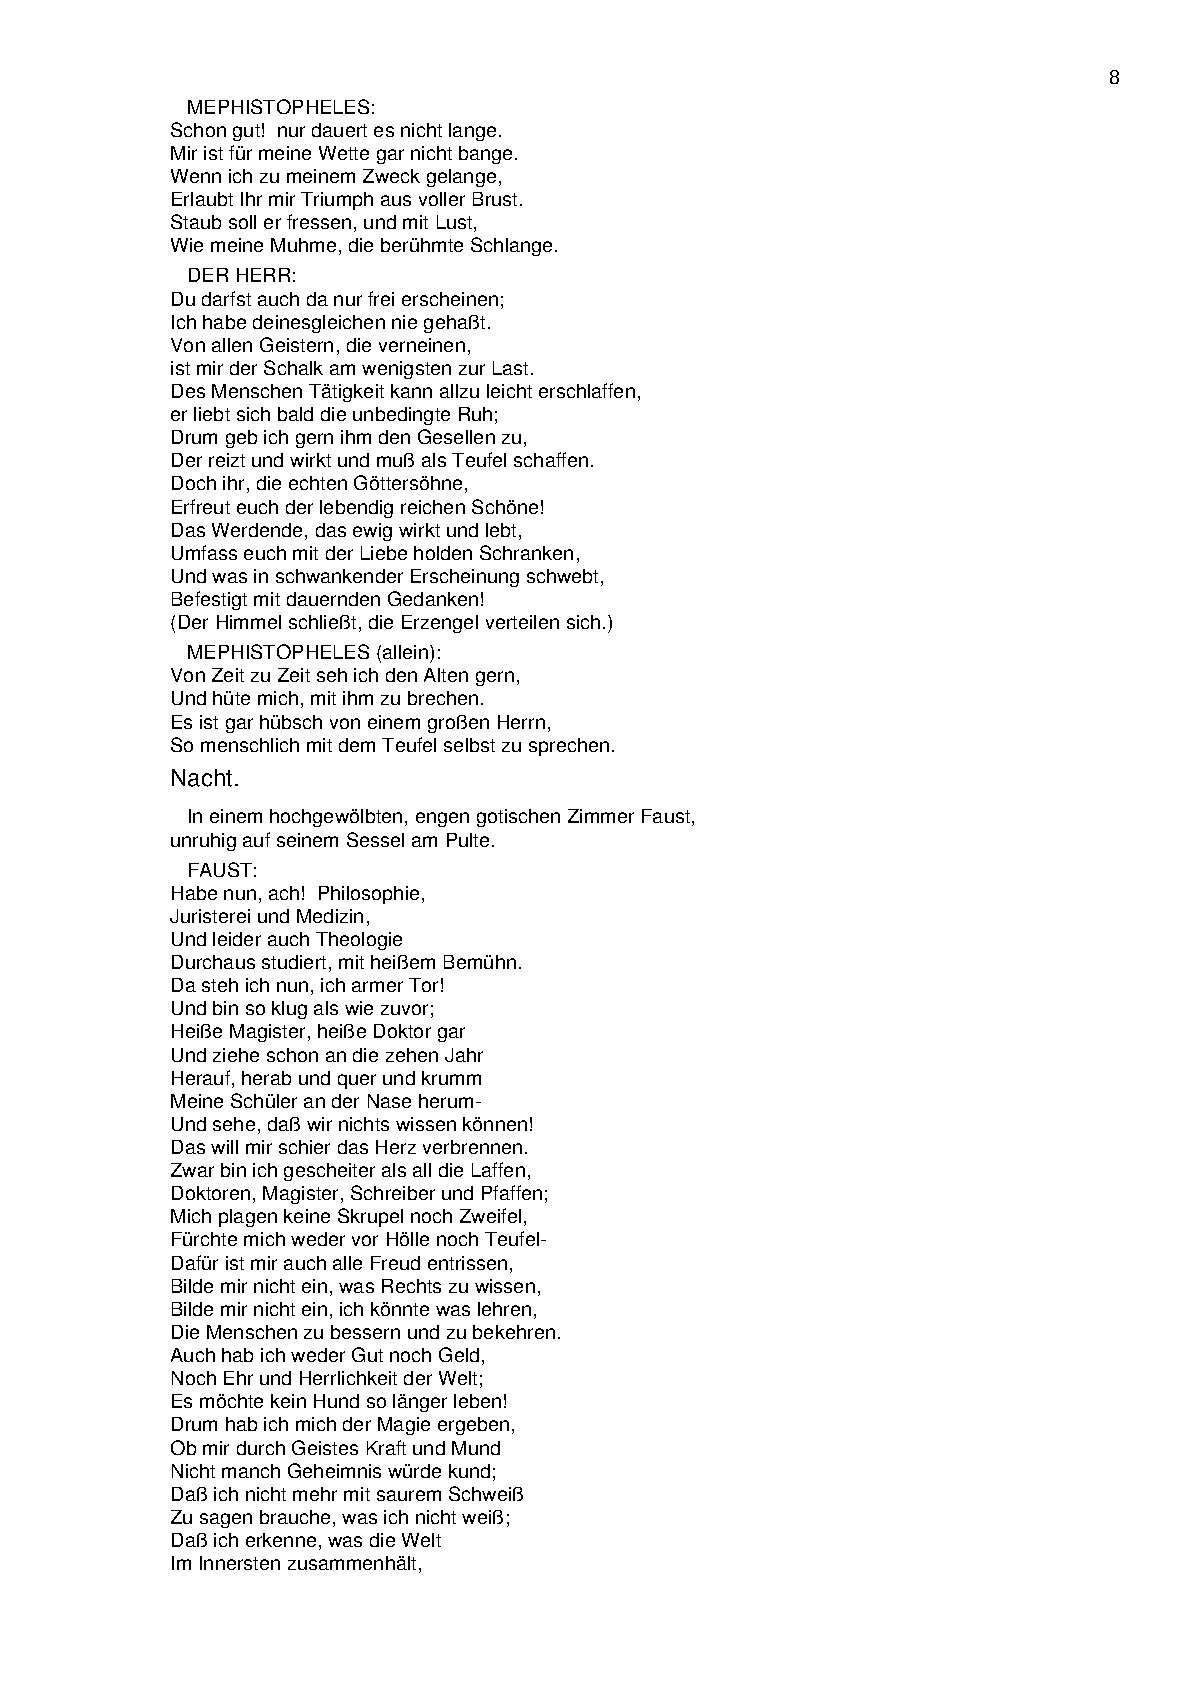 8
MEPHISTOPHELES:
Schon gut!  nur dauert es nicht lange.
Mir ist für meine Wette gar nicht bange.
Wenn ich zu meinem Zweck gelange,
Erlaubt Ihr mir Triumph aus voller Brust.
Staub soll er fressen, und mit Lust,
Wie meine Muhme, die berühmte Schlange.
DER HERR:
Du darfst auch da nur frei erscheinen;
Ich habe deinesgleichen nie gehaßt.
Von allen Geistern, die verneinen,
ist mir der Schalk am wenigsten zur Last.
Des Menschen Tätigkeit kann allzu leicht erschlaffen,
er liebt sich bald die unbedingte Ruh;
Drum geb ich gern ihm den Gesellen zu,
Der reizt und wirkt und muß als Teufel schaffen.
Doch ihr, die echten Göttersöhne,
Erfreut euch der lebendig reichen Schöne!
Das Werdende, das ewig wirkt und lebt,
Umfass euch mit der Liebe holden Schranken,
Und was in schwankender Erscheinung schwebt,
Befestigt mit dauernden Gedanken!
(Der Himmel schließt, die Erzengel verteilen sich.)
MEPHISTOPHELES (allein):
Von Zeit zu Zeit seh ich den Alten gern,
Und hüte mich, mit ihm zu brechen.
Es ist gar hübsch von einem großen Herrn,
So menschlich mit dem Teufel selbst zu sprechen.
Nacht.
In einem hochgewölbten, engen gotischen Zimmer Faust,
unruhig auf seinem Sessel am Pulte.
FAUST:
Habe nun, ach!  Philosophie,
Juristerei und Medizin,
Und leider auch Theologie
Durchaus studiert, mit heißem Bemühn.
Da steh ich nun, ich armer Tor!
Und bin so klug als wie zuvor;
Heiße Magister, heiße Doktor gar
Und ziehe schon an die zehen Jahr
Herauf, herab und quer und krumm
Meine Schüler an der Nase herum-
Und sehe, daß wir nichts wissen können!
Das will mir schier das Herz verbrennen.
Zwar bin ich gescheiter als all die Laffen,
Doktoren, Magister, Schreiber und Pfaffen;
Mich plagen keine Skrupel noch Zweifel,
Fürchte mich weder vor Hölle noch Teufel-
Dafür ist mir auch alle Freud entrissen,
Bilde mir nicht ein, was Rechts zu wissen,
Bilde mir nicht ein, ich könnte was lehren,
Die Menschen zu bessern und zu bekehren.
Auch hab ich weder Gut noch Geld,
Noch Ehr und Herrlichkeit der Welt;
Es möchte kein Hund so länger leben!
Drum hab ich mich der Magie ergeben,
Ob mir durch Geistes Kraft und Mund
Nicht manch Geheimnis würde kund;
Daß ich nicht mehr mit saurem Schweiß
Zu sagen brauche, was ich nicht weiß;
Daß ich erkenne, was die Welt
Im Innersten zusammenhält,